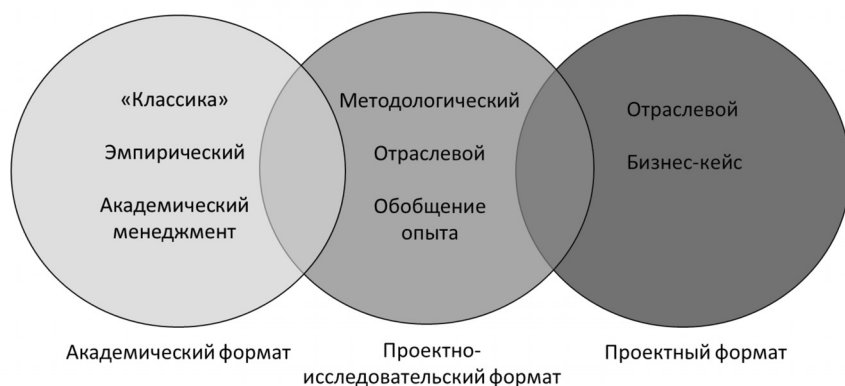 «Классика»
Эмпирический
Академический
менеджмент
Методологический
Отраслевой
Обобщение
опыта
Отраслевой
Бизнес-кейс
Академический формат
Проектно-
исследовательский формат
Проектный формат